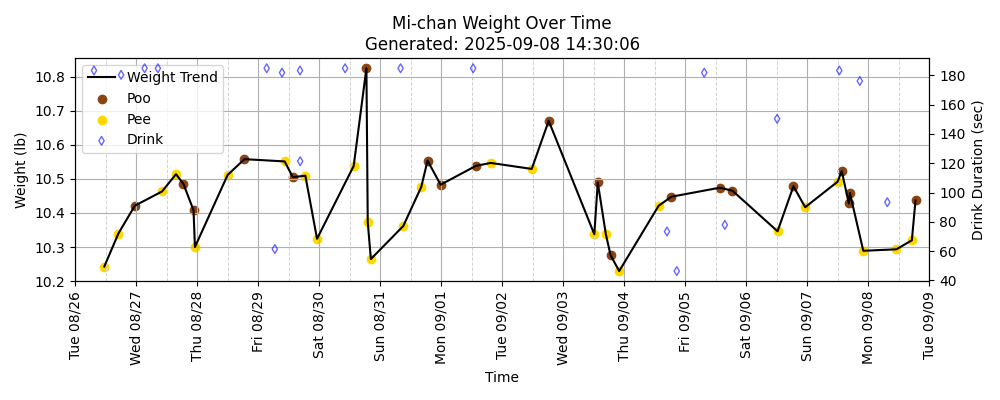 Mi-chan Weight Over Time
Generated: 2025-09-08 14:30:06
Weight Trend
Poo
Pee
Drink
Weight (lb)
10.8
10.7
10.6
10.5
10.4
10.3
10.2
Drink Duration (sec)
180
160
140
120
100
80
60
40
Tue 08/26
Wed 08/27
Thu 08/28
Fri 08/29
Sat 08/30
Sun 08/31
Mon 09/01
Tue 09/02
Wed 09/03
Thu 09/04
Fri 09/05
Sat 09/06
Sun 09/07
Mon 09/08
Tue 09/09
Time